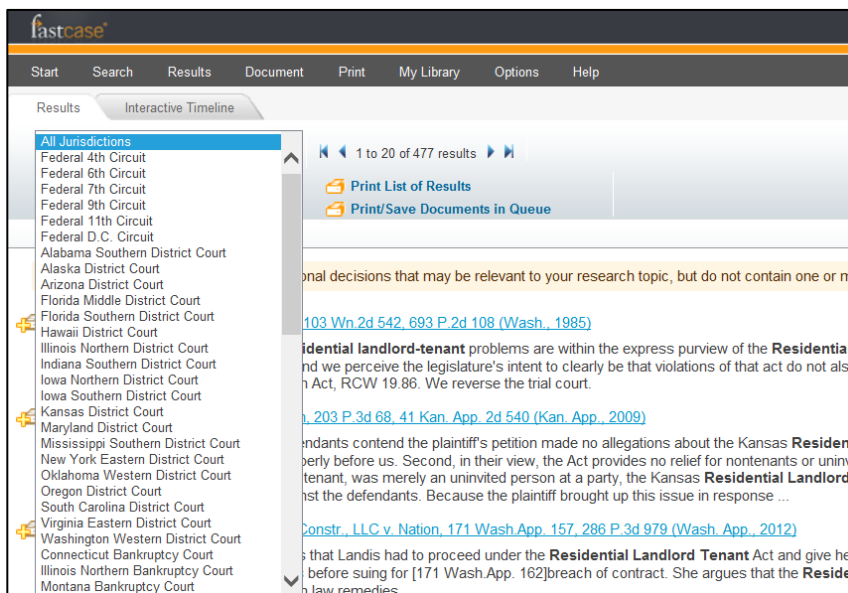 fastcase
Start Search Results Document Print My Library Options Help
Results Interactive Timeline
All Jurisdictions
Federal 4th Circuit
Federal 6th Circuit
Federal 7th Circuit
Federal 9th Circuit
Federal 11th Circuit
Federal D.C. Circuit
Alabama Southern District Court
Alaska District Court
Arizona District Court
Florida Middle District Court
Florida Southern District Court
Hawaii District Court
Illinois Northern District Court
Indiana Southern District Court
Iowa Northern District Court
Iowa Southern District Court
Kansas District Court
Maryland District Court
Mississippi Southern District Court
New York Eastern District Court
Oklahoma Western District Court
Oregon District Court
South Carolina District Court
Virginia Eastern District Court
Washington Western District Court
Connecticut Bankruptcy Court
Illinois Northern Bankruptcy Court
Montana Bankruptcy Court
1 to 20 of 477 results
Print List of Results
Print/Save Documents in Queue
onal decisions that may be relevant to your research topic, but do not contain one or m
103 Wn.2d 542, 693 P.2d 108 (Wash., 1985)
idential landlord-tenant problems are within the express purview of the Residentia
nd we perceive the legislature's intent to clearly be that violations of that act do not als
n Act, RCW 19.86. We reverse the trial court.
, 203 P.3d 68, 41 Kan. App. 2d 540 (Kan. App., 2009)
endants contend the plaintiff's petition made no allegations about the Kansas Residen
perly before us. Second, in their view, the Act provides no relief for nontenants or uninv
tenant, was merely an uninvited person at a party, the Kansas Residential Landlord
nst the defendants. Because the plaintiff brought up this issue in response ...
Constr., LLC v. Nation, 171 Wash.App. 157, 286 P.3d 979 (Wash. App., 2012)
s that Landis had to proceed under the Residential Landlord Tenant Act and give he
before suing for [171 Wash.App. 162]breach of contract. She argues that the Reside
n law remedies